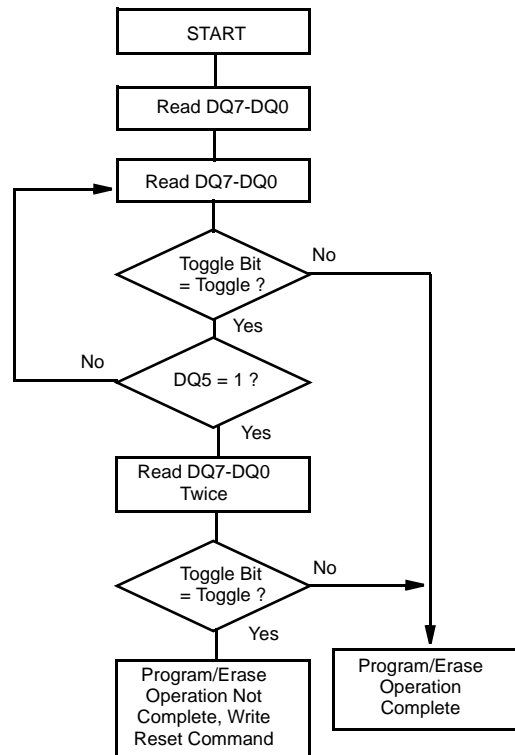 START
Read DQ7-DQ0
Read DQ7-DQ0
Toggle Bit
= Toggle ?
No
Yes
No
DQ5 = 1 ?
Yes
Read DQ7-DQ0
Twice
Toggle Bit
= Toggle ?
No
Yes
Program/Erase
Operation Not
Complete, Write
Reset Command
Program/Erase
Operation
Complete